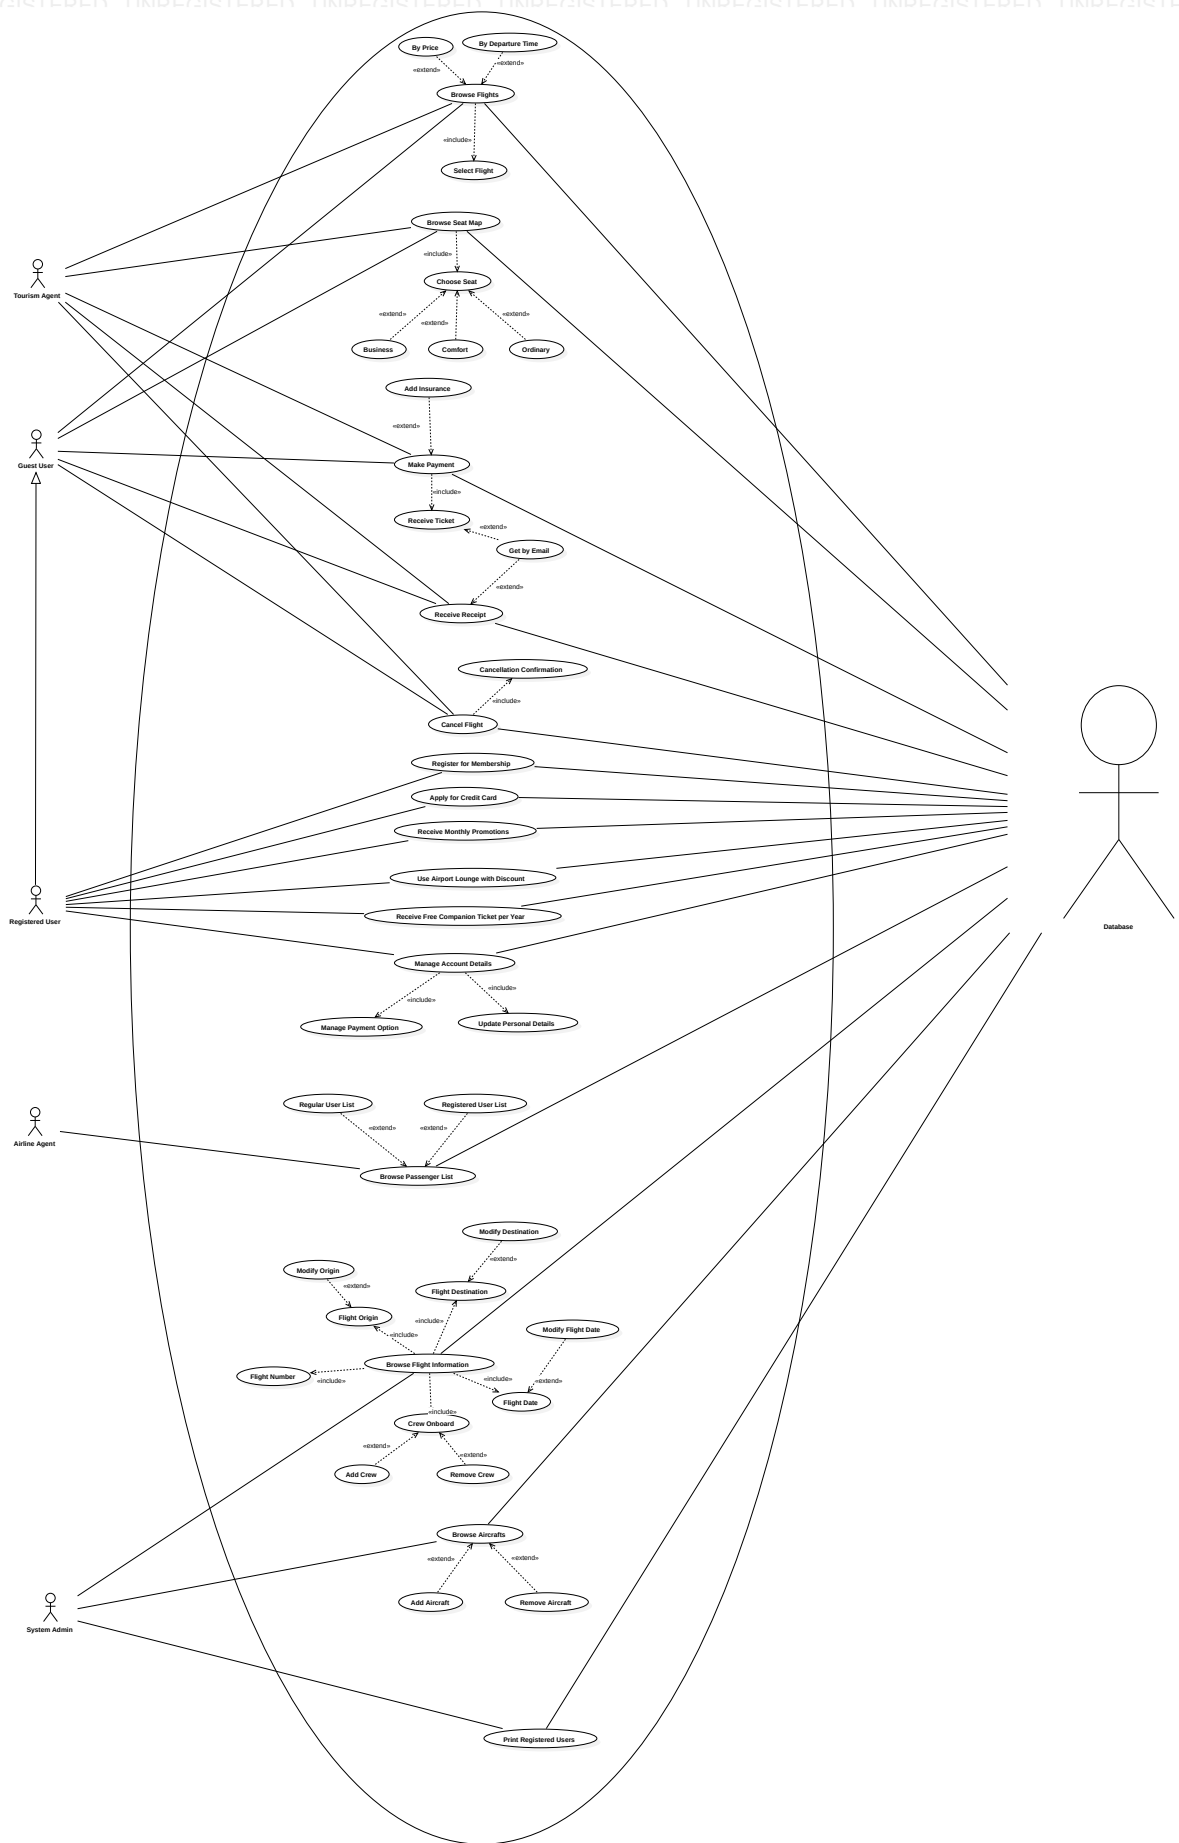 UNREGISTERED UNREGISTERED UNREGISTERED UNREGISTERED UNREGISTERED UNREGISTERED
By Price
By Departure Time
«extend»
«extend»
Browse Flights
«include»
Select Flight
Browse Seat Map
«include»
Tourism Agent
Choose Seat
«extend»
«extend»
«extend»
Business
Comfort
Ordinary
Add Insurance
«extend»
Guest User
Make Payment
«include»
Receive Ticket
«extend»
Get by Email
«extend»
Receive Receipt
Cancellation Confirmation
«include»
Cancel Flight
Register for Membership
Apply for Credit Card
Receive Monthly Promotions
Use Airport Lounge with Discount
Receive Free Companion Ticket per Year
Registered User
Database
Manage Account Details
«include»
«include»
Manage Payment Option
Update Personal Details
Regular User List
Registered User List
«extend»
«extend»
Airline Agent
Browse Passenger List
Modify Destination
«extend»
Modify Origin
«extend»
Flight Destination
Flight Origin
«include»
«include»
Modify Flight Date
Browse Flight Information
Flight Number
«include»
«include»
«extend»
Flight Date
«include»
Crew Onboard
«extend»
«extend»
Add Crew
Remove Crew
Browse Aircrafts
«extend»
«extend»
Add Aircraft
Remove Aircraft
System Admin
Print Registered Users